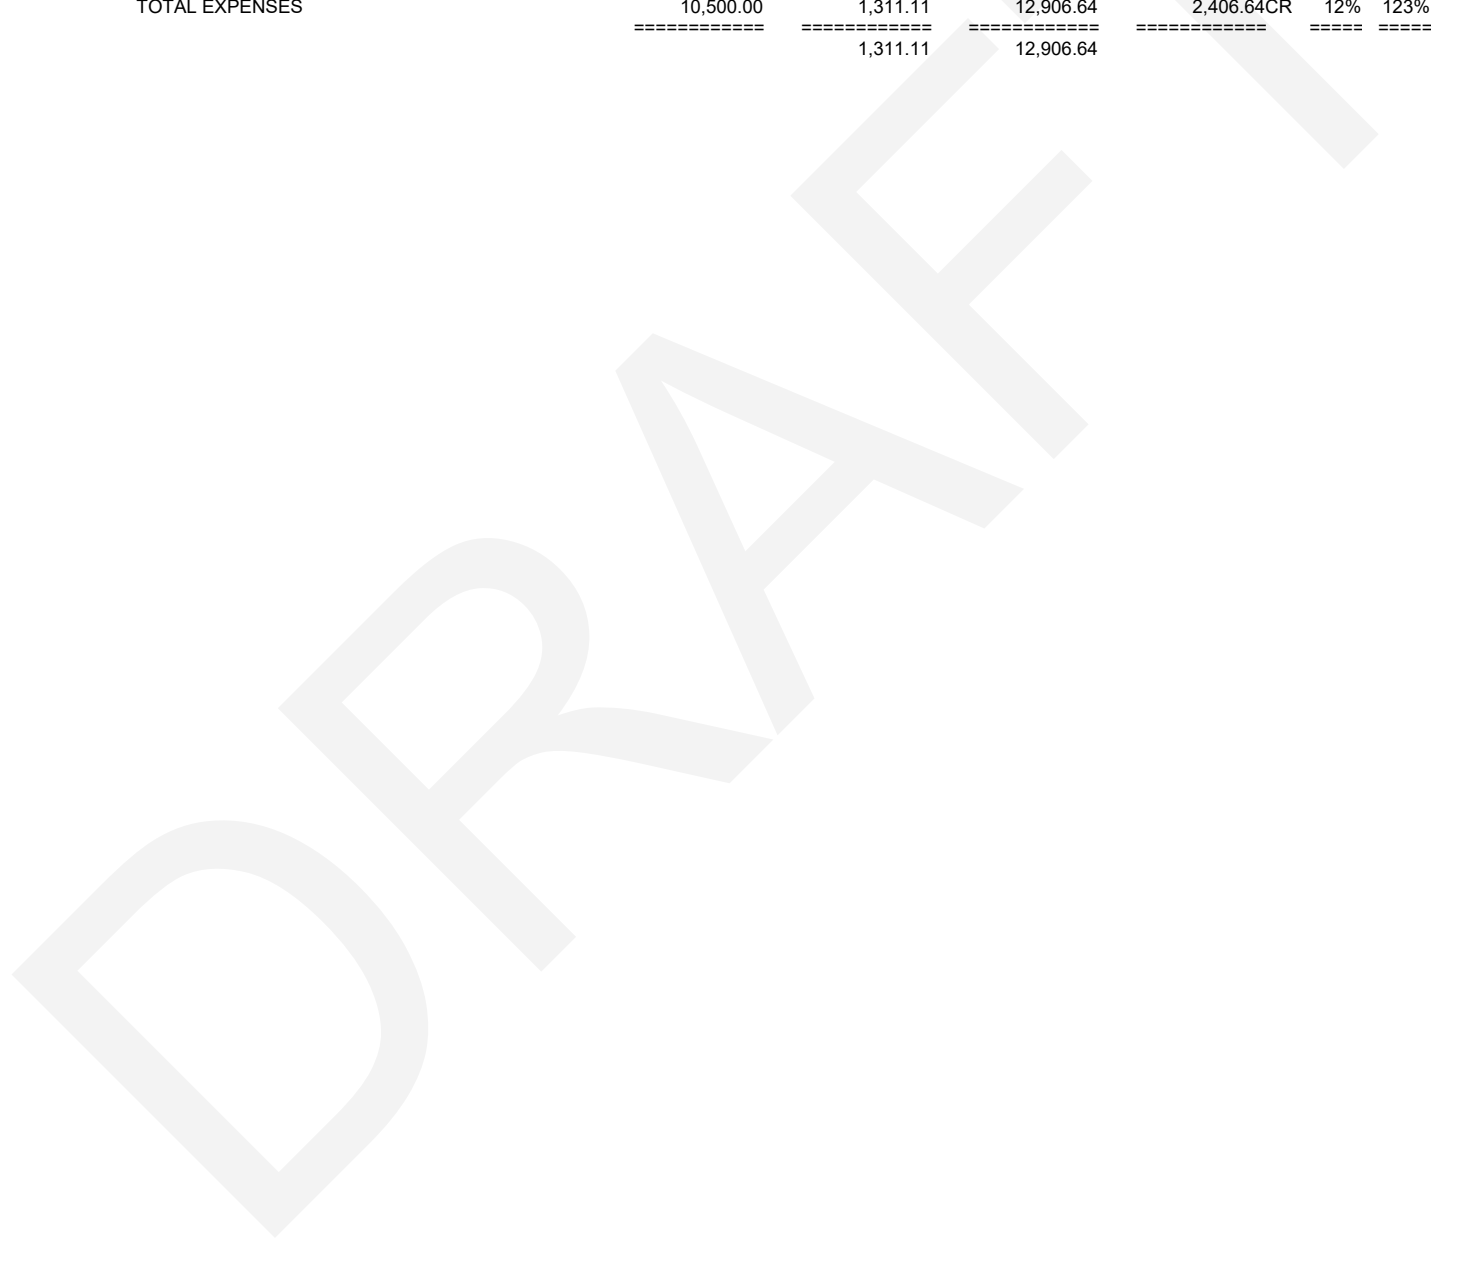 TOTAL EXPENSES 10,500.00 1,311.11 12,906.64 2,406.64CR 12% 123%
============ ============ ============ ============ ===== =====
1,311.11 12,906.64
DRAFT